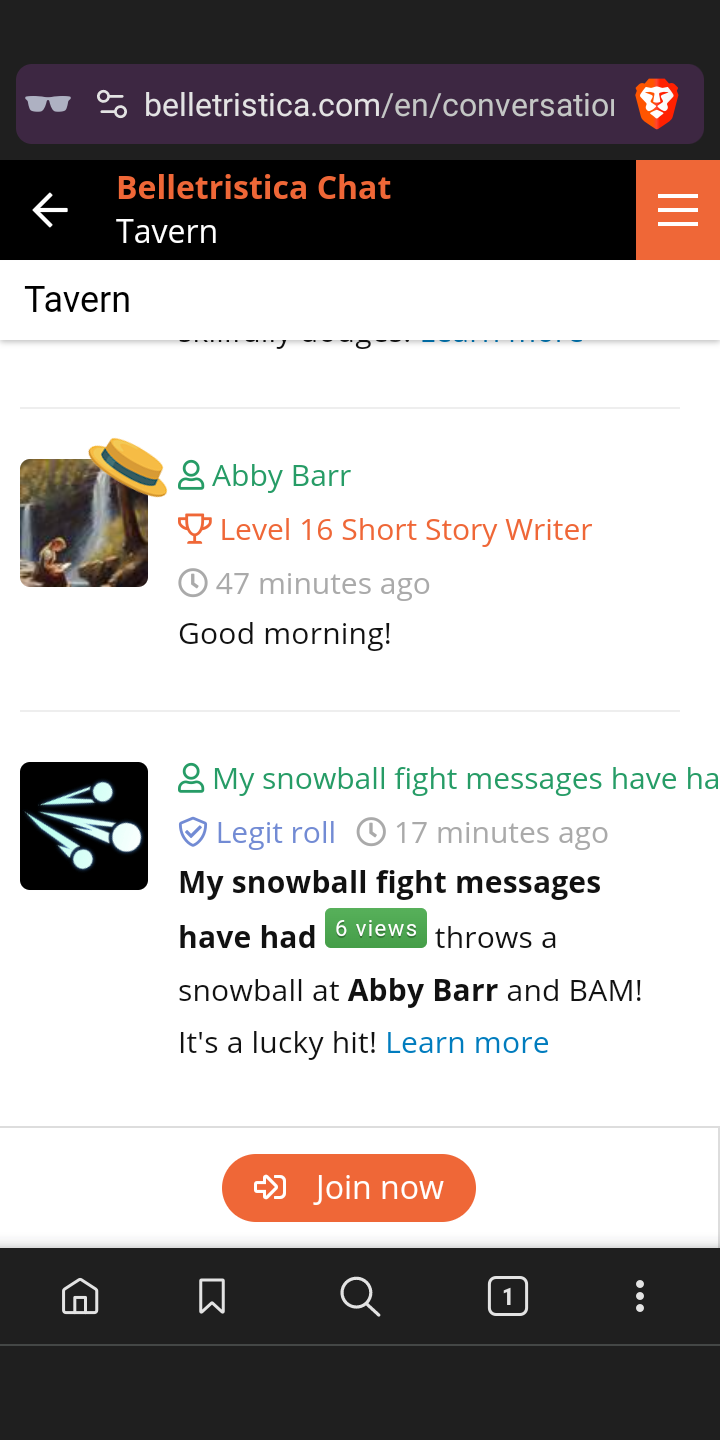 belletristica.com/en/conversation
Belletristica Chat
Tavern
Tavern
Learn more
Abby Barr
Level 16 Short Story Writer
47 minutes ago
Good morning!
My snowball fight messages have ha
Legit roll 17 minutes ago
My snowball fight messages
have had 6 views throws a
snowball at Abby Barr and BAM!
It's a lucky hit! Learn more
Join now
1